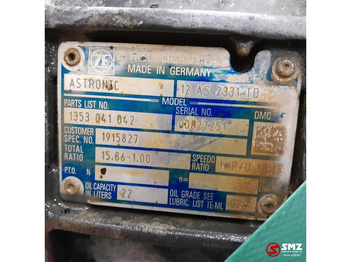 ZF
MADE IN GERMANY
ASTRONIC 12 AS 2331 TD
PARTS LIST NO. MODEL SERIAL NO. DMC
1353 041 042
CUSTOMER SPEC. NO. 1915827
TOTAL RATIO 15.86-1.00 SPEEDO RATIO
P.T.O. N n=
OIL CAPACITY IN LITERS 22 OIL GRADE SEE LUBRIC. LIST TE-ML
SMZ